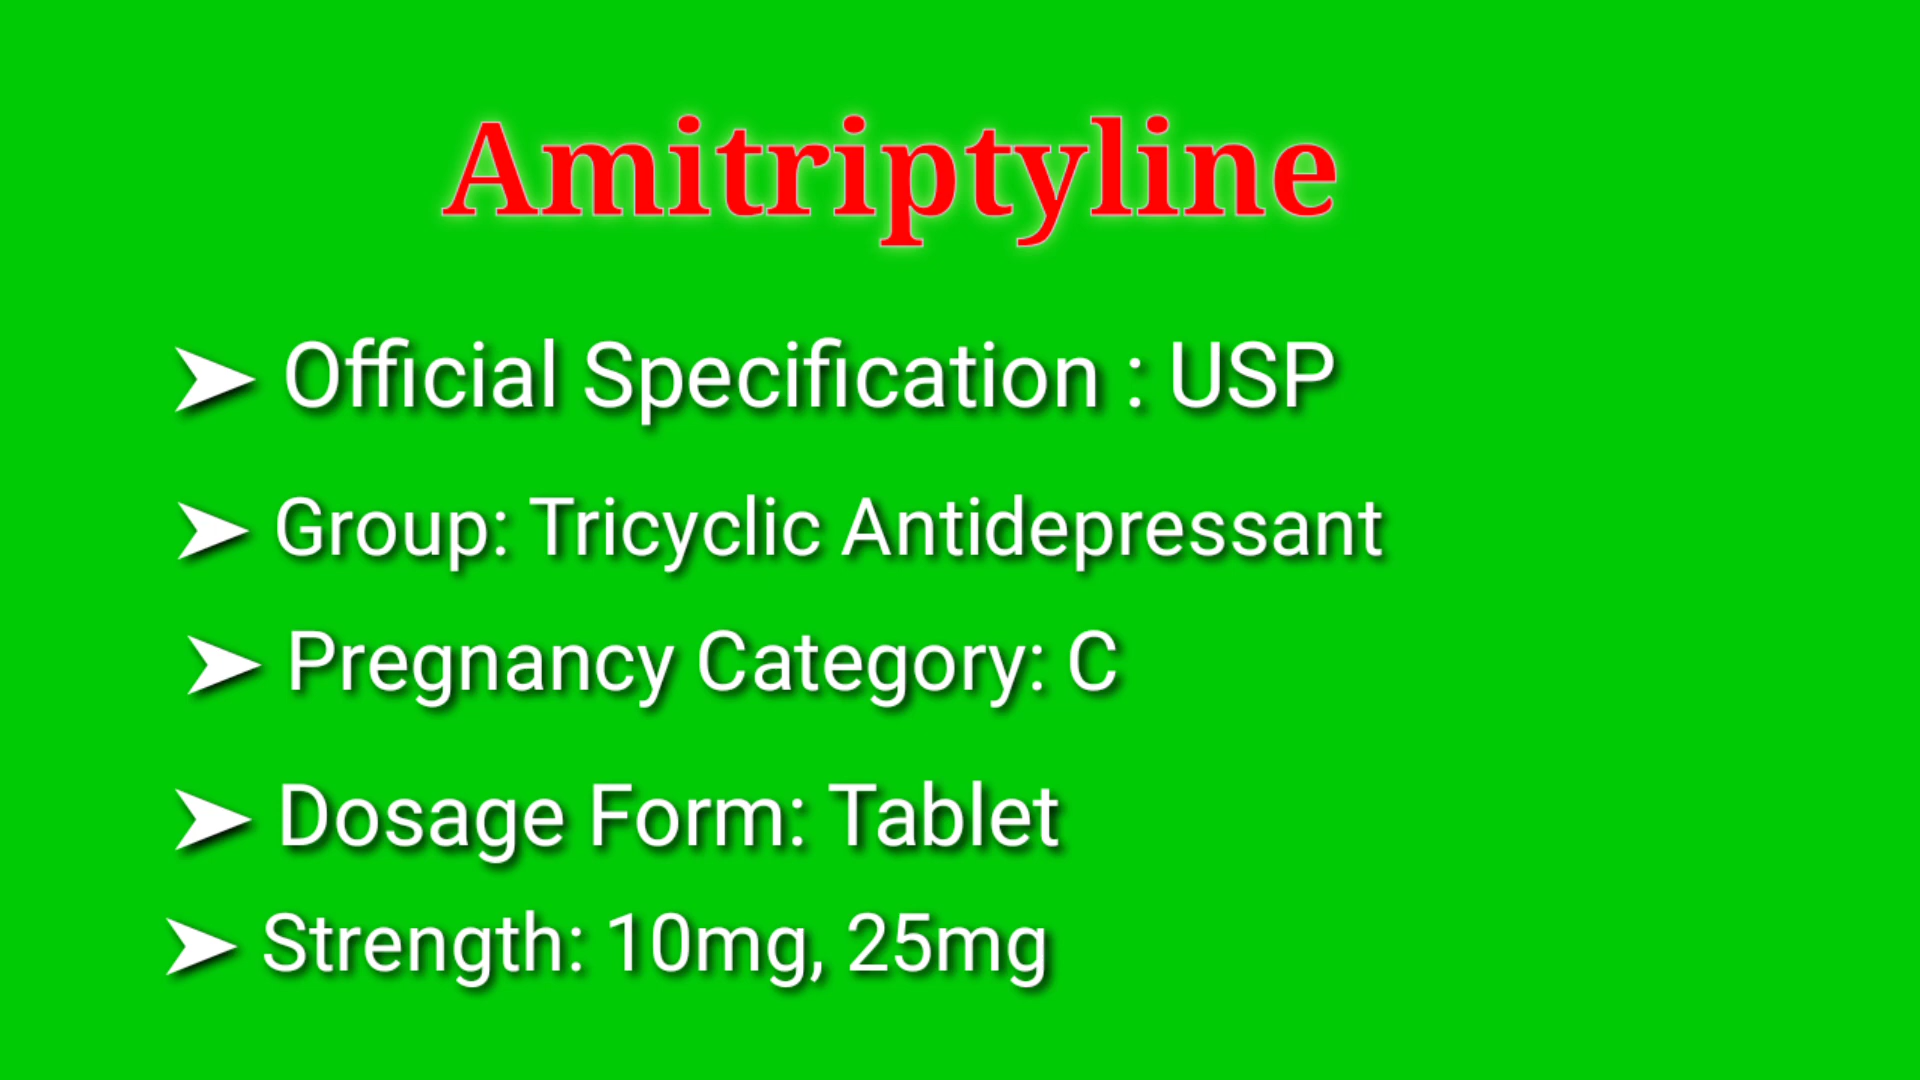 Amitriptyline
➤ Official Specification : USP
➤ Group: Tricyclic Antidepressant
➤ Pregnancy Category: C
➤ Dosage Form: Tablet
➤ Strength: 10mg, 25mg